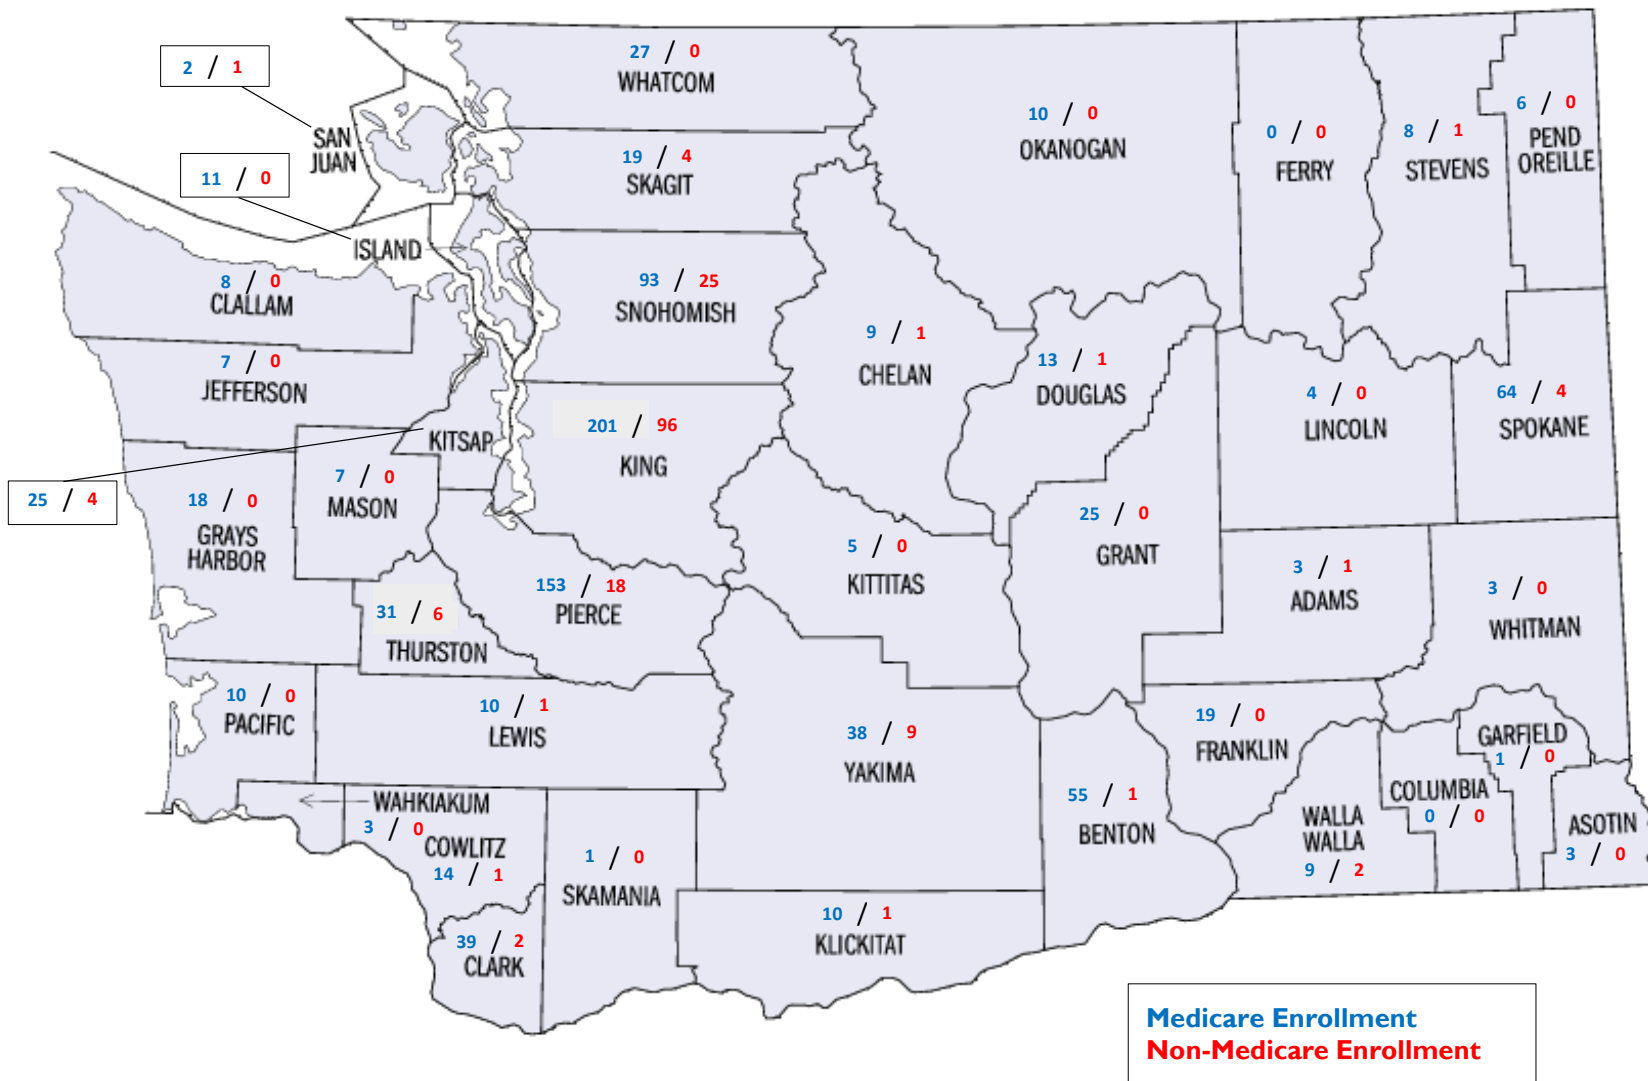 27 / 0
WHATCOM
2 / 1
SAN
JUAN
10 / 0
OKANOGAN
0 / 0
FERRY
8 / 1
STEVENS
6 / 0
PEND
OREILLE
19 / 4
SKAGIT
11 / 0
ISLAND
8 / 0
CLALLAM
93 / 25
SNOHOMISH
7 / 0
JEFFERSON
9 / 1
CHELAN
13 / 1
DOUGLAS
4 / 0
LINCOLN
64 / 4
SPOKANE
201 / 96
KING
KITSAP
25 / 4
7 / 0
MASON
18 / 0
GRAYS
HARBOR
25 / 0
GRANT
5 / 0
KITTITAS
3 / 1
ADAMS
3 / 0
WHITMAN
153 / 18
PIERCE
31 / 6
THURSTON
10 / 0
PACIFIC
10 / 1
LEWIS
38 / 9
YAKIMA
19 / 0
FRANKLIN
GARFIELD
1 / 0
COLUMBIA
0 / 0
55 / 1
BENTON
WALLA
WALLA
9 / 2
ASOTIN
3 / 0
WAHKIAKUM
3 / 0
COWLITZ
14 / 1
1 / 0
SKAMANIA
10 / 1
KLICKITAT
39 / 2
CLARK
Medicare Enrollment
Non-Medicare Enrollment